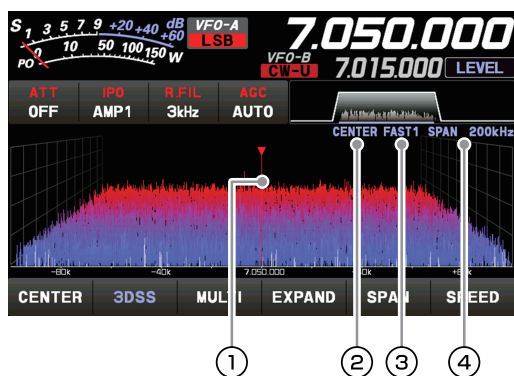 S 1 3 5 7 9 +20 +40 +60 dB VFO-A 7.050.000
PO 0 10 50 100 150 W LSB
VFO-B
CW-U 7.015.000 LEVEL
ATT IPO R.FIL AGC
OFF AMP1 3kHz AUTO
CENTER FAST1 SPAN 200kHz
1
-80k -40k 7.050.000
CENTER 3DSS MULTI EXPAND SPAN SPEED
1 2 3 4